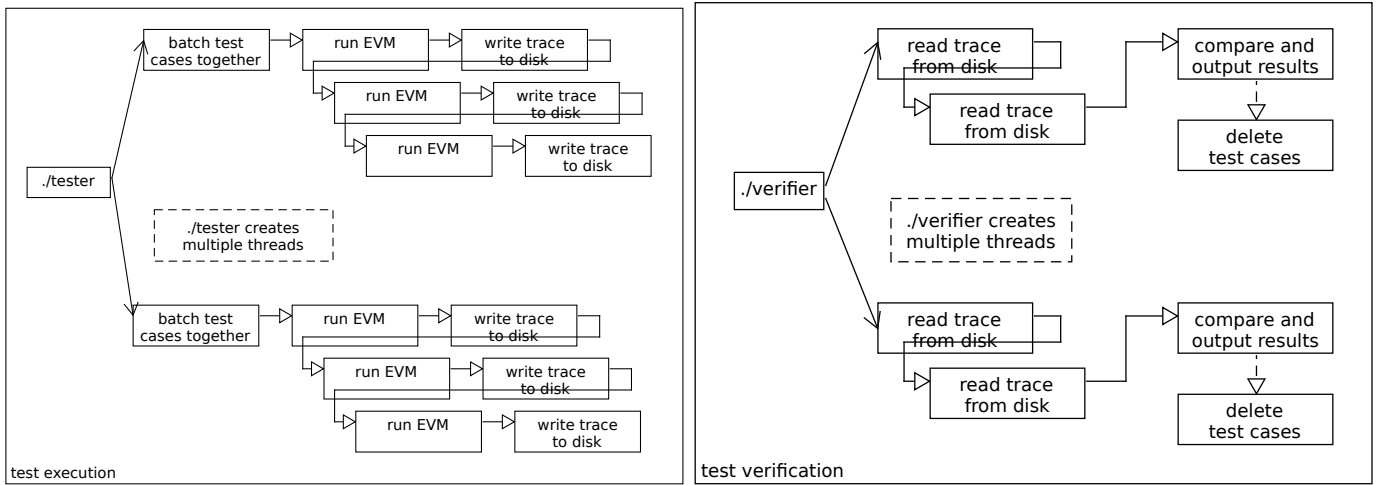 batch test
cases together
run EVM
write trace
to disk
run EVM
write trace
to disk
run EVM
write trace
to disk
./tester
./tester creates
multiple threads
batch test
cases together
run EVM
write trace
to disk
run EVM
write trace
to disk
run EVM
write trace
to disk
test execution
read trace
from disk
compare and
output results
read trace
from disk
delete
test cases
./verifier
./verifier creates
multiple threads
read trace
from disk
compare and
output results
read trace
from disk
delete
test cases
test verification